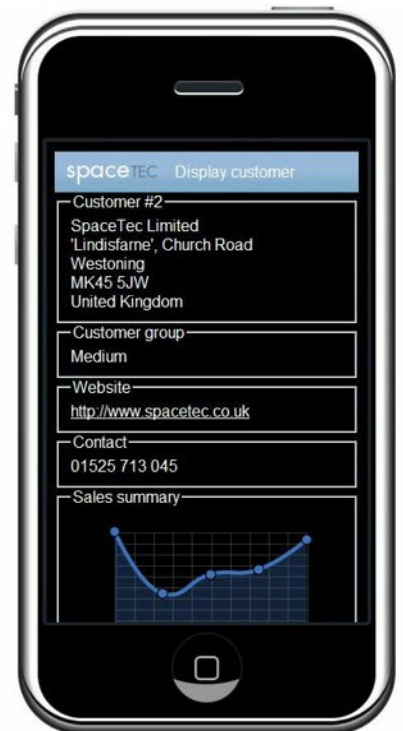 spaceTEC Display customer
Customer #2
SpaceTec Limited
'Lindisfarne', Church Road
Westoning
MK45 5JW
United Kingdom
Customer group
Medium
Website
http://www.spacetec.co.uk
Contact
01525 713 045
Sales summary